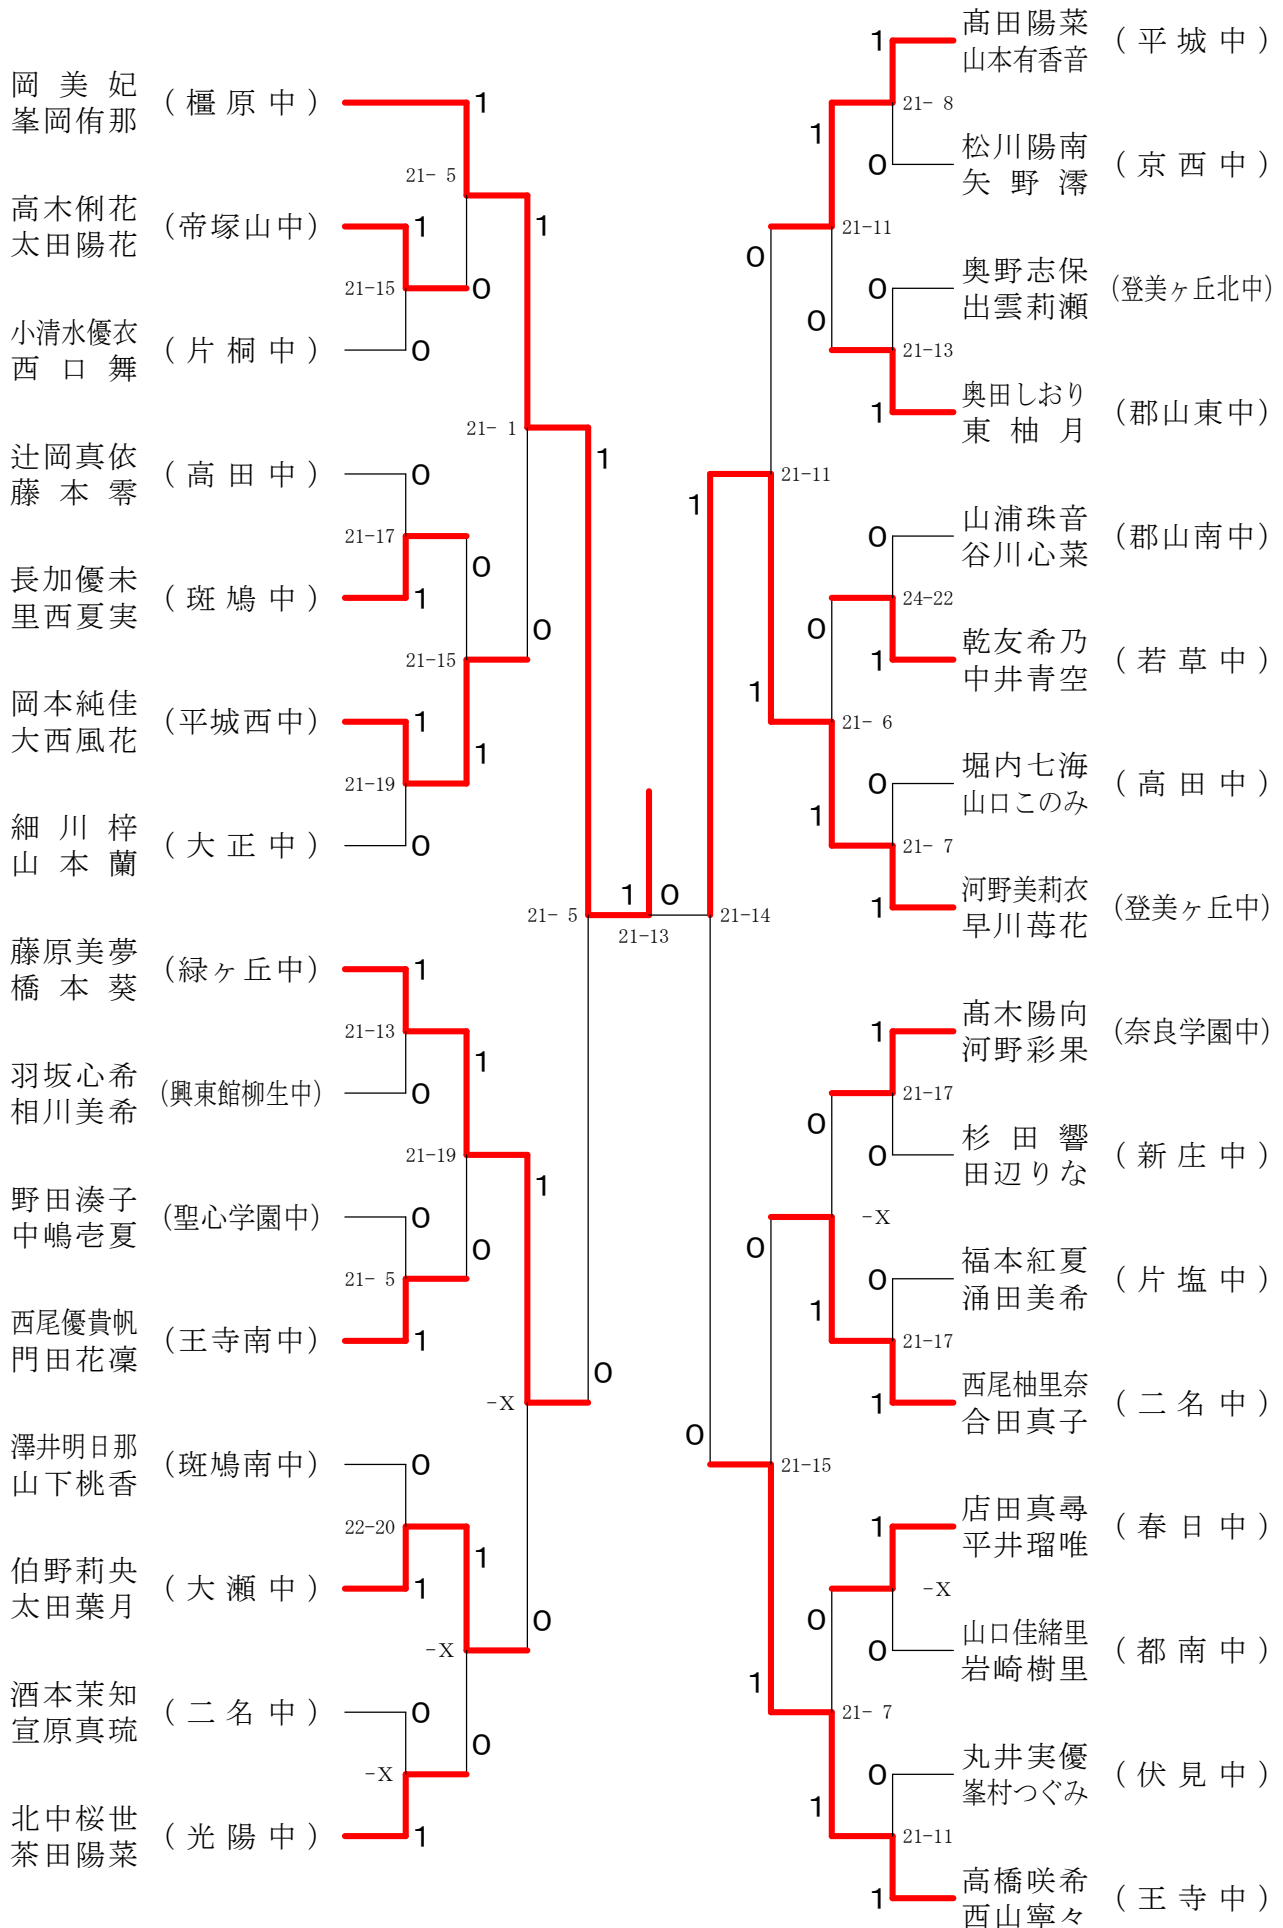 岡美妃
峯岡侑那
(橿原中)
1
21- 5
高木俐花
太田陽花
(帝塚山中)
1
1
21-15
0
小清水優衣
西口舞
(片桐中)
0
21- 1
1
辻岡真依
藤本零
(高田中)
0
21-17
0
長加優未
里西夏実
(斑鳩中)
1
0
21-15
岡本純佳
大西風花
(平城西中)
1
1
21-19
細川梓
山本蘭
(大正中)
0
21- 5
1
0
21-13
藤原美夢
橋本葵
(緑ヶ丘中)
1
21-13
1
羽坂心希
相川美希
(興東館柳生中)
0
21-19
1
野田湊子
中嶋壱夏
(聖心学園中)
0
0
21- 5
西尾優貴帆
門田花凜
(王寺南中)
1
0
-X
澤井明日那
山下桃香
(斑鳩南中)
0
22-20
1
伯野莉央
太田葉月
(大瀬中)
1
0
-X
酒本茉知
宣原真琉
(二名中)
0
0
-X
北中桜世
茶田陽菜
(光陽中)
1
1
髙田陽菜
山本有香音
(平城中)
21- 8
1
0
松川陽南
矢野澪
(京西中)
21-11
0
0
奥野志保
出雲莉瀬
(登美ヶ丘北中)
0
21-13
1
奥田しおり
東柚月
(郡山東中)
21-11
1
0
山浦珠音
谷川心菜
(郡山南中)
24-22
0
1
乾友希乃
中井青空
(若草中)
1
21- 6
0
堀内七海
山口このみ
(高田中)
1
21- 7
1
河野美莉衣
早川苺花
(登美ヶ丘中)
21-14
1
髙木陽向
河野彩果
(奈良学園中)
21-17
0
0
杉田響
田辺りな
(新庄中)
-X
0
0
福本紅夏
涌田美希
(片塩中)
1
21-17
1
西尾柚里奈
合田真子
(二名中)
0
21-15
1
店田真尋
平井瑠唯
(春日中)
-X
0
0
山口佳緒里
岩崎樹里
(都南中)
1
21- 7
0
丸井実優
峯村つぐみ
(伏見中)
1
21-11
1
高橋咲希
西山寧々
(王寺中)